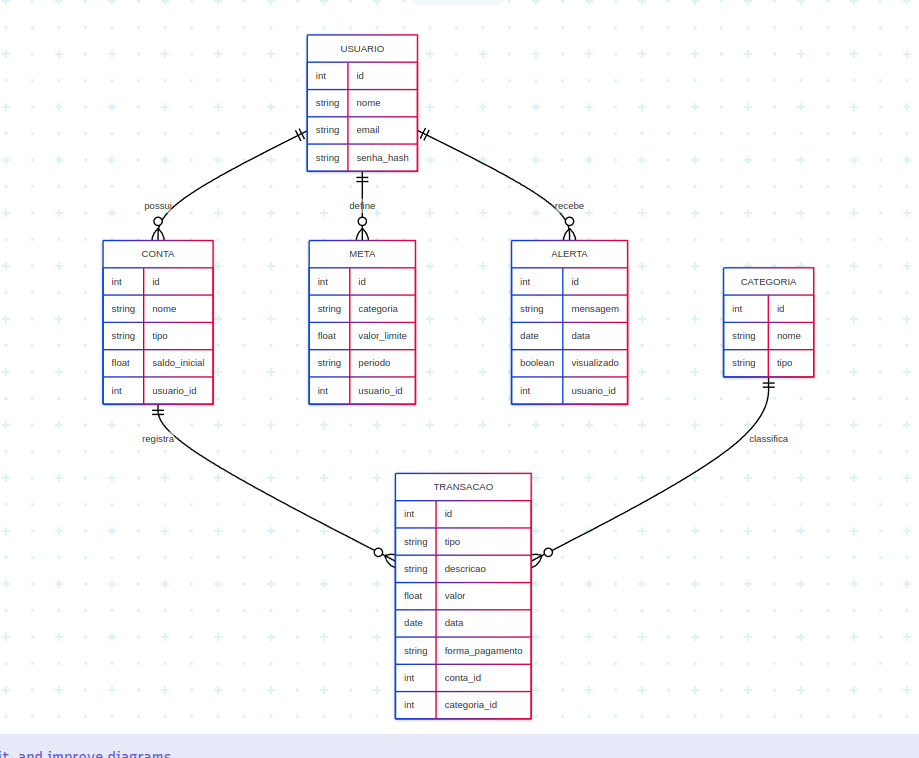 USUARIO
int id
string nome
string email
string senha_hash
possui
define
recebe
CONTA
int id
string nome
string tipo
float saldo_inicial
int usuario_id
META
int id
string categoria
float valor_limite
string periodo
int usuario_id
ALERTA
int id
string mensagem
date data
boolean visualizado
int usuario_id
CATEGORIA
int id
string nome
string tipo
registra
classifica
TRANSACAO
int id
string tipo
string descricao
float valor
date data
string forma_pagamento
int conta_id
int categoria_id
and improve diagrams